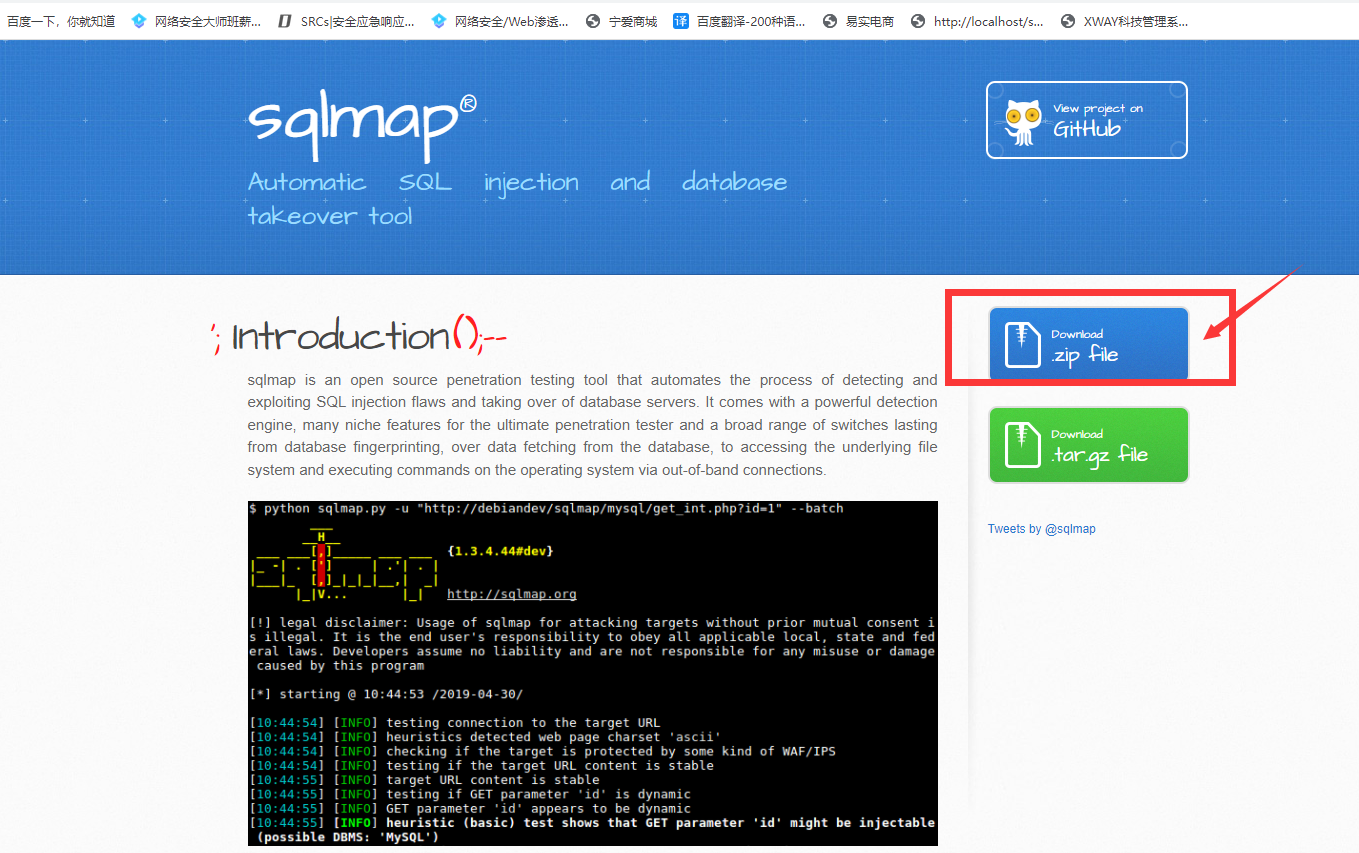 百度一下，你就知道 网络安全大师班薪... SRCs|安全应急响应... 网络安全/Web渗透... 宁爱商城 译 百度翻译-200种语... 易实电商 http://localhost/s... XWAY科技管理系...
sqlmap®
View project on
GitHub
Automatic SQL injection and database
takeover tool
'; Introduction();--
Download
.zip file
sqlmap is an open source penetration testing tool that automates the process of detecting and
exploiting SQL injection flaws and taking over of database servers. It comes with a powerful detection
engine, many niche features for the ultimate penetration tester and a broad range of switches lasting
from database fingerprinting, over data fetching from the database, to accessing the underlying file
system and executing commands on the operating system via out-of-band connections.
Download
.tar.gz file
Tweets by @sqlmap
$ python sqlmap.py -u "http://debiandev/sqlmap/mysql/get_int.php?id=1" --batch
{1.3.4.44#dev}
http://sqlmap.org
[!] legal disclaimer: Usage of sqlmap for attacking targets without prior mutual consent i
s illegal. It is the end user's responsibility to obey all applicable local, state and fed
eral laws. Developers assume no liability and are not responsible for any misuse or damage
caused by this program
[*] starting @ 10:44:53 /2019-04-30/
[10:44:54] [INFO] testing connection to the target URL
[10:44:54] [INFO] heuristics detected web page charset 'ascii'
[10:44:54] [INFO] checking if the target is protected by some kind of WAF/IPS
[10:44:54] [INFO] testing if the target URL content is stable
[10:44:55] [INFO] target URL content is stable
[10:44:55] [INFO] testing if GET parameter 'id' is dynamic
[10:44:55] [INFO] GET parameter 'id' appears to be dynamic
[10:44:55] [INFO] heuristic (basic) test shows that GET parameter 'id' might be injectable
(possible DBMS: 'MySQL')